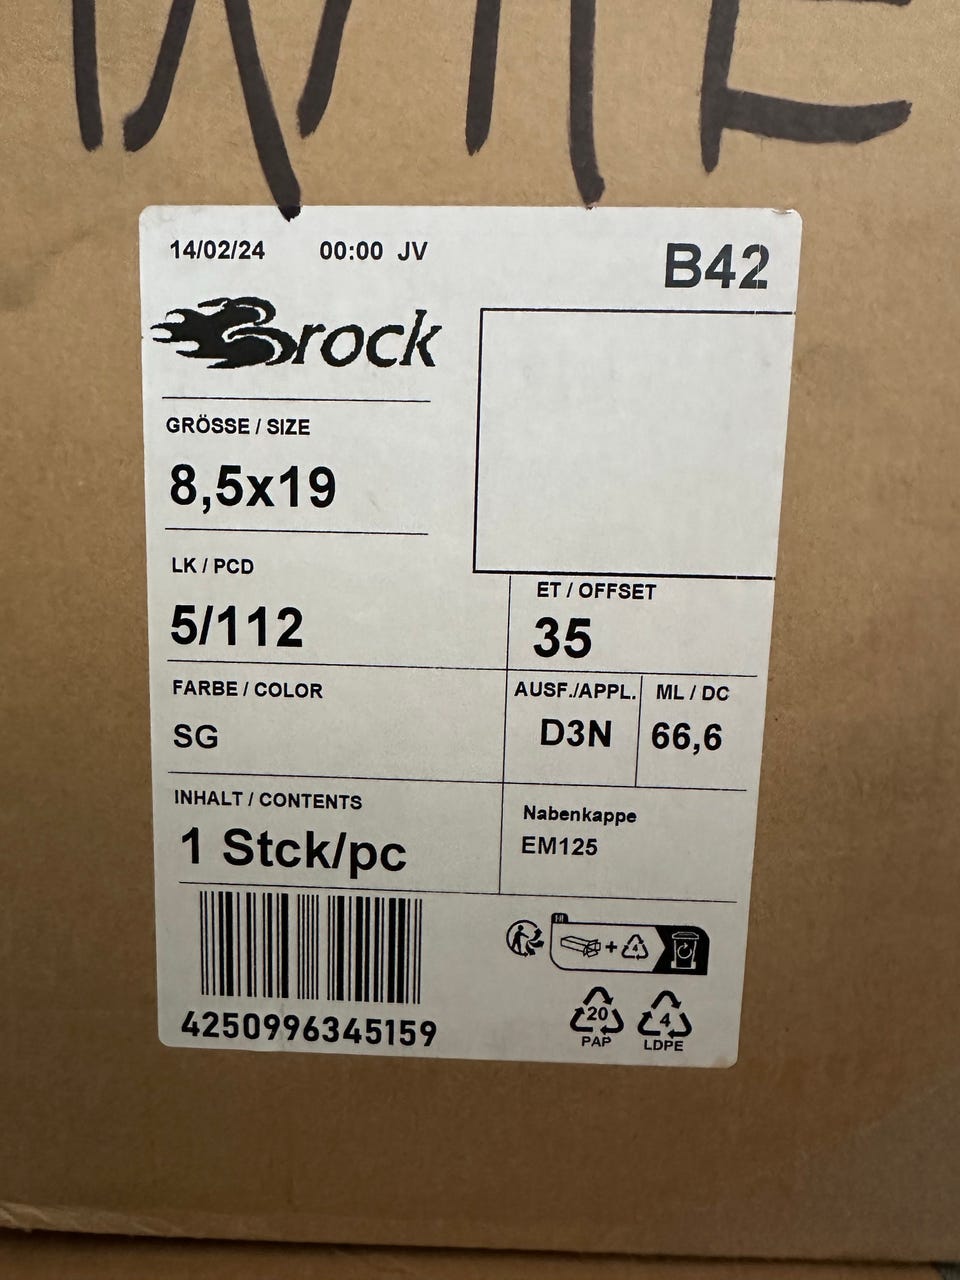 14/02/24 00:00 JV
B42
Brock
GRÖSSE / SIZE
8,5x19
LK / PCD
5/112
ET / OFFSET
35
FARBE / COLOR
SG
AUSF./APPL.
D3N
ML / DC
66,6
INHALT / CONTENTS
1 Stck/pc
Nabenkappe
EM125
4250996345159
4
20
PAP
4
LDPE